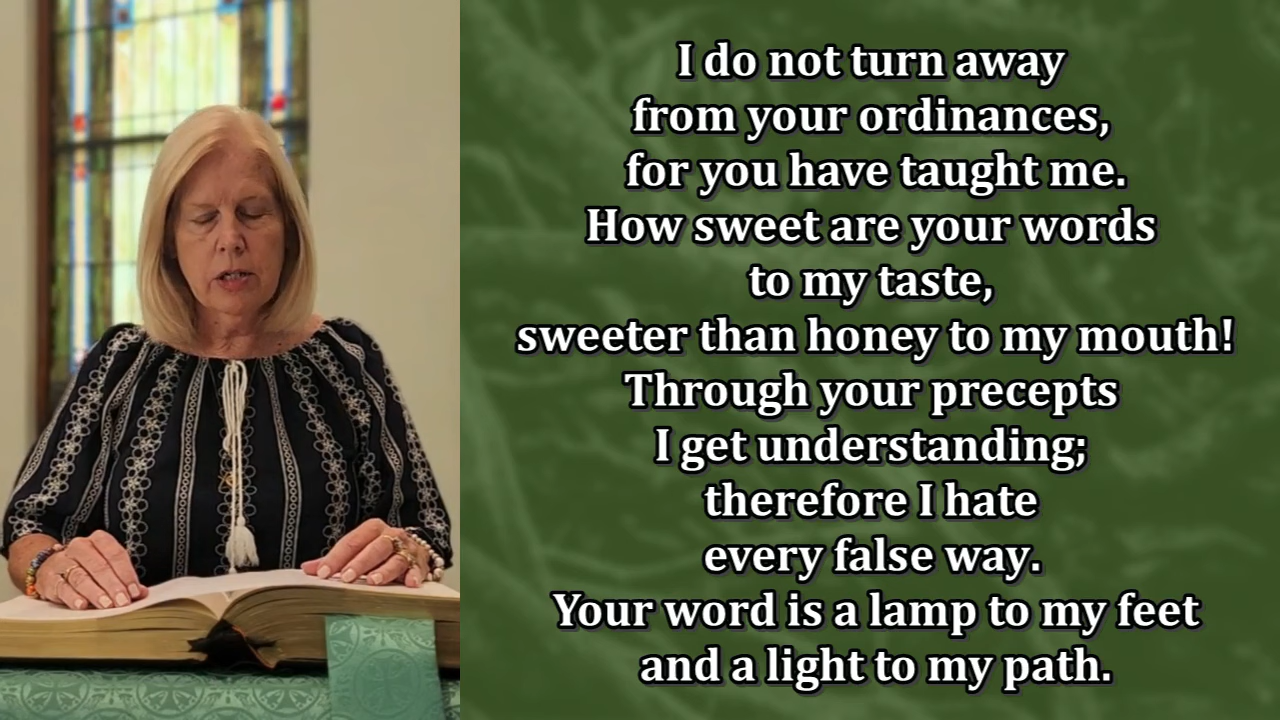 I do not turn away
from your ordinances,
for you have taught me.
How sweet are your words
to my taste,
sweeter than honey to my mouth!
Through your precepts
I get understanding;
therefore I hate
every false way.
Your word is a lamp to my feet
and a light to my path.